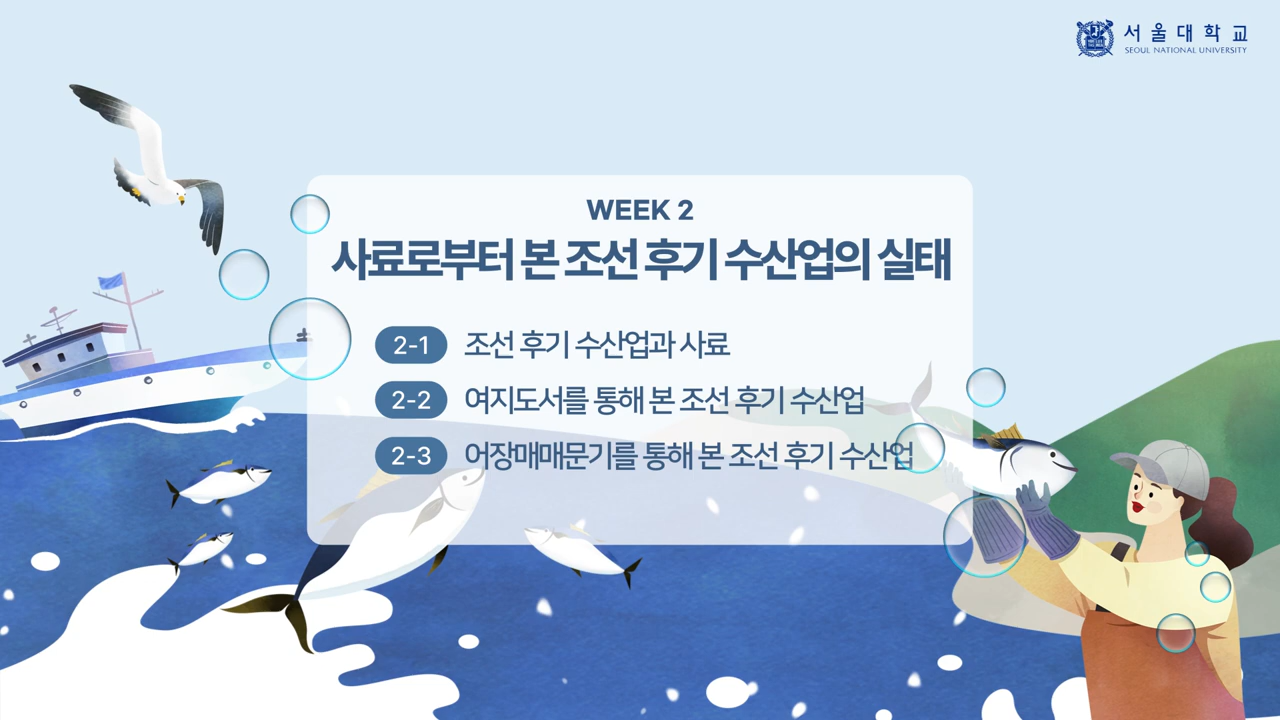 서울대학교
SEOUL NATIONAL UNIVERSITY
WEEK 2
사료로부터 본 조선 후기 수산업의 실태
2-1 조선 후기 수산업과 사료
2-2 여지도서를 통해 본 조선 후기 수산업
2-3 어장매매문기를 통해 본 조선 후기 수산업